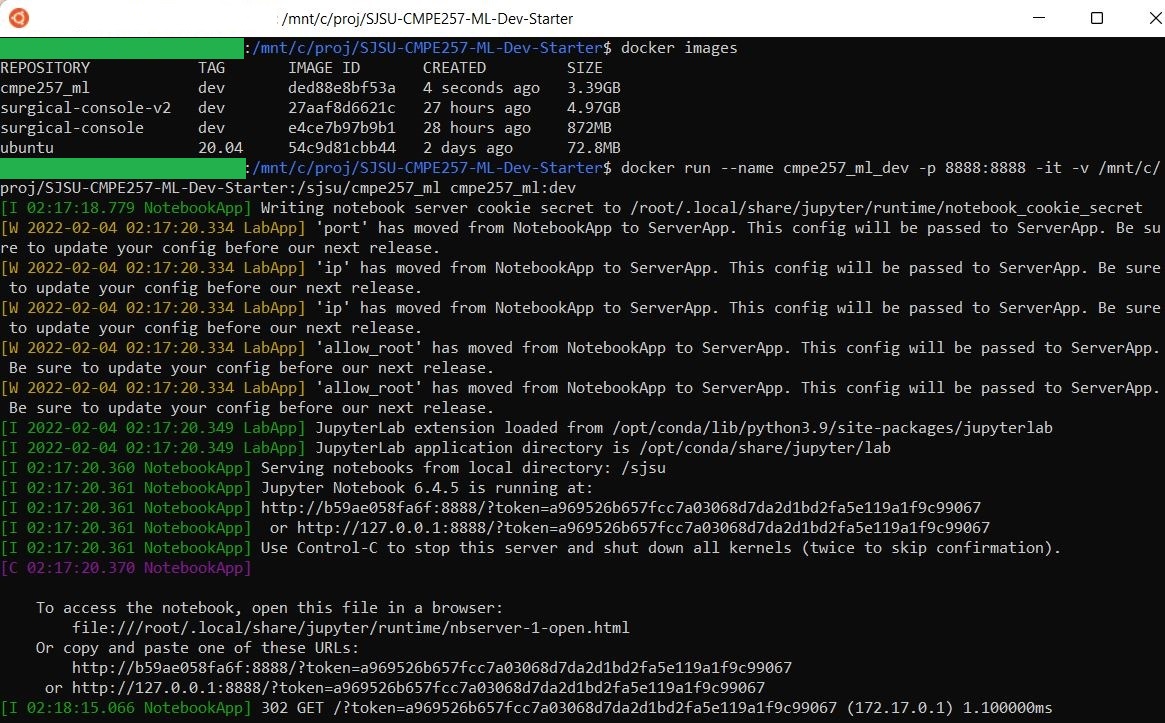 : /mnt/c/proj/SJSU-CMPE257-ML-Dev-Starter
:/mnt/c/proj/SJSU-CMPE257-ML-Dev-Starter$ docker images
REPOSITORY TAG IMAGE ID CREATED SIZE
cmpe257_ml dev ded88e8bf53a 4 seconds ago 3.39GB
surgical-console-v2 dev 27aaf8d6621c 27 hours ago 4.97GB
surgical-console dev e4ce7b97b9b1 28 hours ago 872MB
ubuntu 20.04 54c9d81cbb44 2 days ago 72.8MB
:/mnt/c/proj/SJSU-CMPE257-ML-Dev-Starter$ docker run --name cmpe257_ml_dev -p 8888:8888 -it -v /mnt/c/
proj/SJSU-CMPE257-ML-Dev-Starter:/sjsu/cmpe257_ml cmpe257_ml:dev
[I 02:17:18.779 NotebookApp] Writing notebook server cookie secret to /root/.local/share/jupyter/runtime/notebook_cookie_secret
[W 2022-02-04 02:17:20.334 LabApp] 'port' has moved from NotebookApp to ServerApp. This config will be passed to ServerApp. Be su
re to update your config before our next release.
[W 2022-02-04 02:17:20.334 LabApp] 'ip' has moved from NotebookApp to ServerApp. This config will be passed to ServerApp. Be sure
to update your config before our next release.
[W 2022-02-04 02:17:20.334 LabApp] 'ip' has moved from NotebookApp to ServerApp. This config will be passed to ServerApp. Be sure
to update your config before our next release.
[W 2022-02-04 02:17:20.334 LabApp] 'allow_root' has moved from NotebookApp to ServerApp. This config will be passed to ServerApp.
Be sure to update your config before our next release.
[W 2022-02-04 02:17:20.334 LabApp] 'allow_root' has moved from NotebookApp to ServerApp. This config will be passed to ServerApp.
Be sure to update your config before our next release.
[I 2022-02-04 02:17:20.349 LabApp] JupyterLab extension loaded from /opt/conda/lib/python3.9/site-packages/jupyterlab
[I 2022-02-04 02:17:20.349 LabApp] JupyterLab application directory is /opt/conda/share/jupyter/lab
[I 02:17:20.360 NotebookApp] Serving notebooks from local directory: /sjsu
[I 02:17:20.361 NotebookApp] Jupyter Notebook 6.4.5 is running at:
[I 02:17:20.361 NotebookApp] http://b59ae058fa6f:8888/?token=a969526b657fcc7a03068d7da2d1bd2fa5e119a1f9c99067
[I 02:17:20.361 NotebookApp] or http://127.0.0.1:8888/?token=a969526b657fcc7a03068d7da2d1bd2fa5e119a1f9c99067
[I 02:17:20.361 NotebookApp] Use Control-C to stop this server and shut down all kernels (twice to skip confirmation).
[C 02:17:20.370 NotebookApp]
To access the notebook, open this file in a browser:
file:///root/.local/share/jupyter/runtime/nbserver-1-open.html
Or copy and paste one of these URLs:
http://b59ae058fa6f:8888/?token=a969526b657fcc7a03068d7da2d1bd2fa5e119a1f9c99067
or http://127.0.0.1:8888/?token=a969526b657fcc7a03068d7da2d1bd2fa5e119a1f9c99067
[I 02:18:15.066 NotebookApp] 302 GET /?token=a969526b657fcc7a03068d7da2d1bd2fa5e119a1f9c99067 (172.17.0.1) 1.100000ms